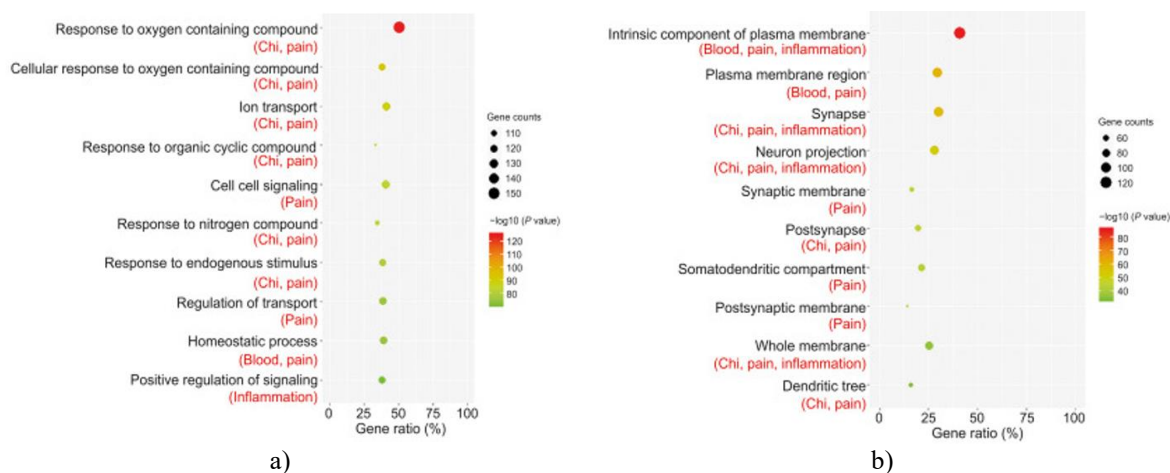 Response to oxygen containing compound
(Chi, pain)
Cellular response to oxygen containing compound
(Chi, pain)
Ion transport
(Chi, pain)
Response to organic cyclic compound
(Chi, pain)
Cell cell signaling
(Pain)
Response to nitrogen compound
(Chi, pain)
Response to endogenous stimulus
(Chi, pain)
Regulation of transport
(Pain)
Homeostatic process
(Blood, pain)
Positive regulation of signaling
(Inflammation)
0 25 50 75 100
Gene ratio (%)
Gene counts
110
120
130
140
150
−log10 (P value)
120
110
100
90
80
a)
Intrinsic component of plasma membrane
(Blood, pain, inflammation)
Plasma membrane region
(Blood, pain)
Synapse
(Chi, pain, inflammation)
Neuron projection
(Chi, pain, inflammation)
Synaptic membrane
(Pain)
Postsynapse
(Chi, pain)
Somatodendritic compartment
(Pain)
Postsynaptic membrane
(Pain)
Whole membrane
(Chi, pain, inflammation)
Dendritic tree
(Chi, pain)
0 25 50 75 100
Gene ratio (%)
Gene counts
60
80
100
120
−log10 (P value)
80
70
60
50
40
b)